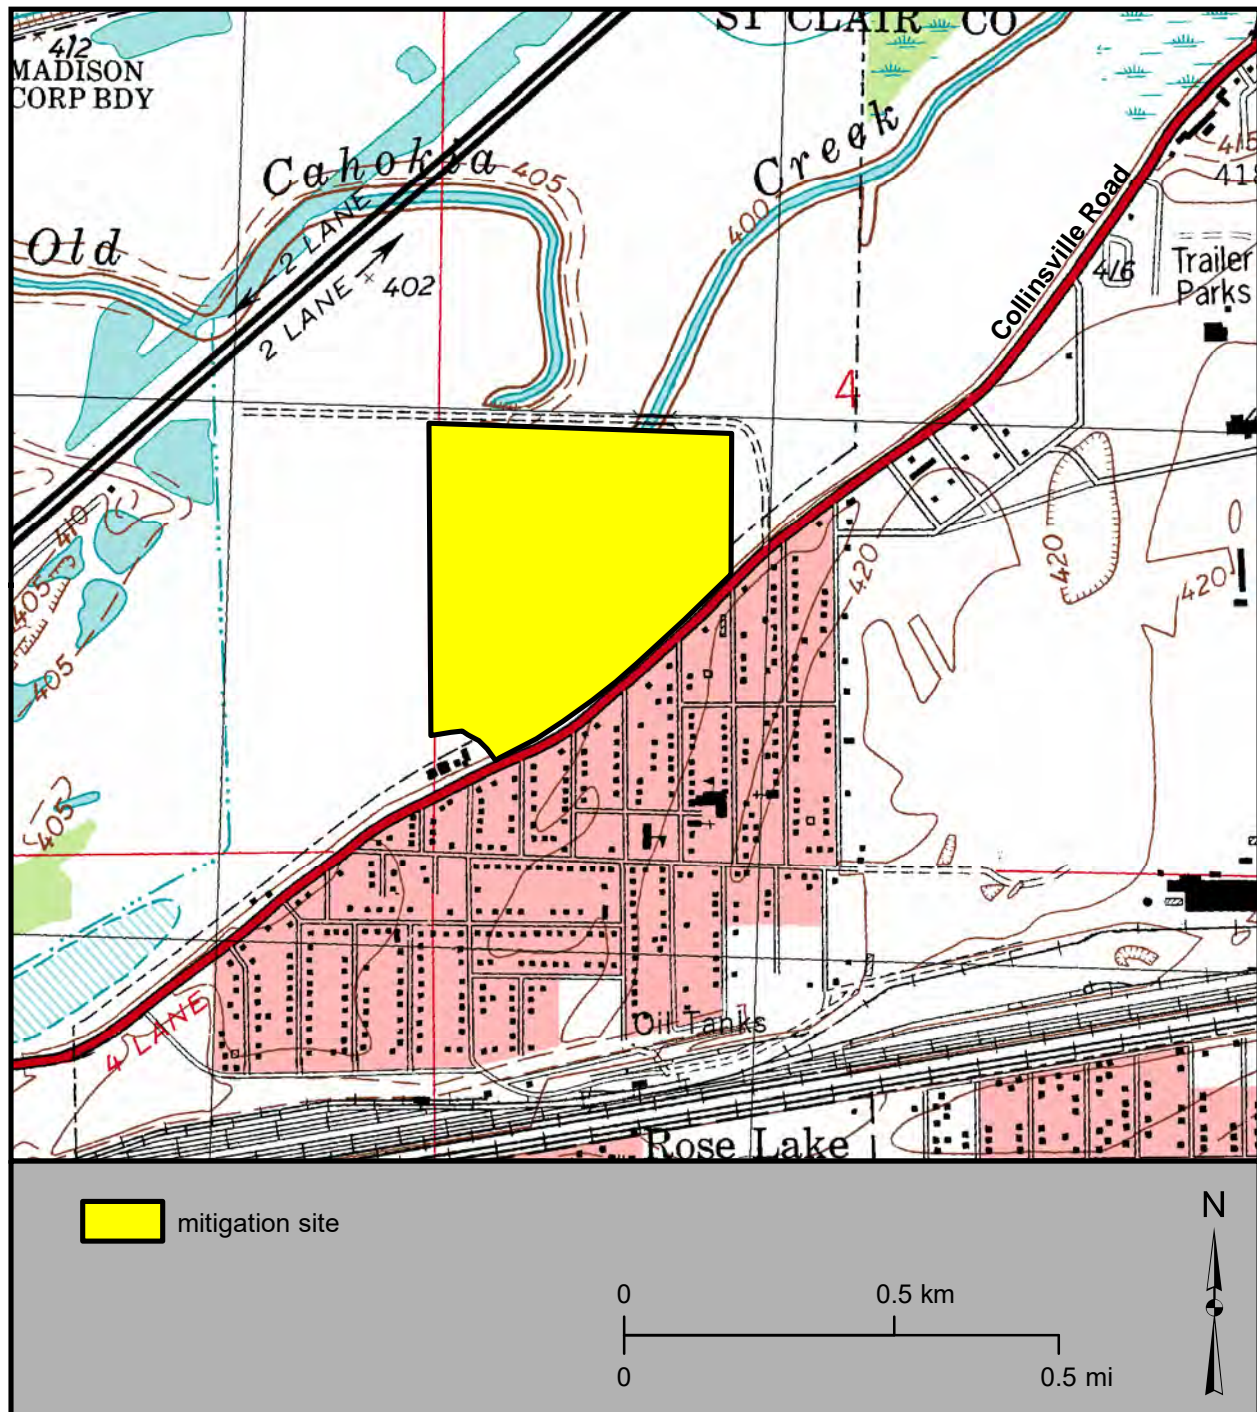 ST CLAIR CO
412
MADISON
CORP BDY
Cahokia
405
Creek
415
418
Old
2 LANE
400
Collinsville Road
416
Trailer
Parks
402
2 LANE
4
410
405
420
420
420
405
405
4 LANE
Oil Tanks
Rose Lake
mitigation site
N
0
0.5 km
0
0.5 mi